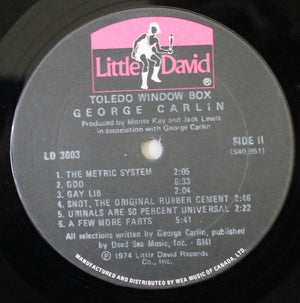 Little David
TOLEDO WINDOW BOX
GEORGE CARLIN
Produced by Monte Kay and Jack Lewis
in association with George Carlin
LD 3003
SIDE II
(S40,951)
1. THE METRIC SYSTEM 2:05
2. GOD 6:33
3. GAY LIB 2:04
4. SNOT, THE ORIGINAL RUBBER CEMENT 3:46
5. URINALS ARE 50 PERCENT UNIVERSAL 2:22
6. A FEW MORE FARTS 5:41
All selections written by George Carlin, published
by Dead Sea Music, Inc. - BMI
℗ 1974 Little David Records
Co., Inc.
MANUFACTURED AND DISTRIBUTED BY WEA MUSIC OF CANADA, LTD.